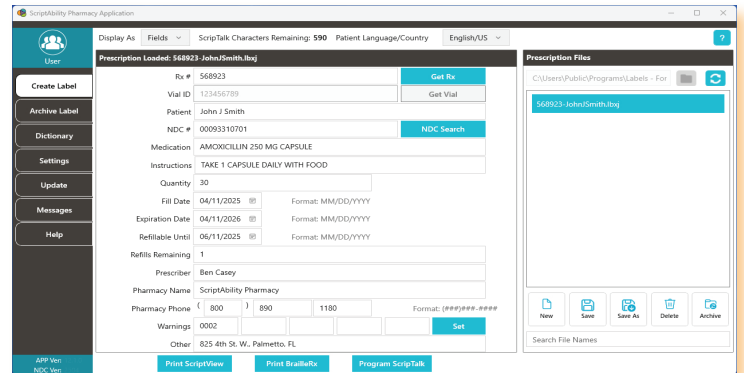 ScriptAbility Pharmacy Application
User
Create Label
Archive Label
Dictionary
Settings
Update
Messages
Help
APP Ver:
NDC Ver:
Display As Fields ScripTalk Characters Remaining: 590 Patient Language/Country English/US ?
Prescription Loaded: 568923-JohnJSmith.lbxj
Rx # 568923 Get Rx
Vial ID 123456789 Get Vial
Patient John J Smith
NDC # 00093310701 NDC Search
Medication AMOXICILLIN 250 MG CAPSULE
Instructions TAKE 1 CAPSULE DAILY WITH FOOD
Quantity 30
Fill Date 04/11/2025 Format: MM/DD/YYYY
Expiration Date 04/11/2026 Format: MM/DD/YYYY
Refillable Until 06/11/2025 Format: MM/DD/YYYY
Refills Remaining 1
Prescriber Ben Casey
Pharmacy Name ScriptAbility Pharmacy
Pharmacy Phone ( 800 ) 890 1180 Format: (###)###-####
Warnings 0002 Set
Other 825 4th St. W., Palmetto, FL
Print ScriptView Print BrailleRx Program ScripTalk
Prescription Files
C:\Users\Public\Programs\Labels - For
568923-JohnJSmith.lbxj
New Save Save As Delete Archive
Search File Names